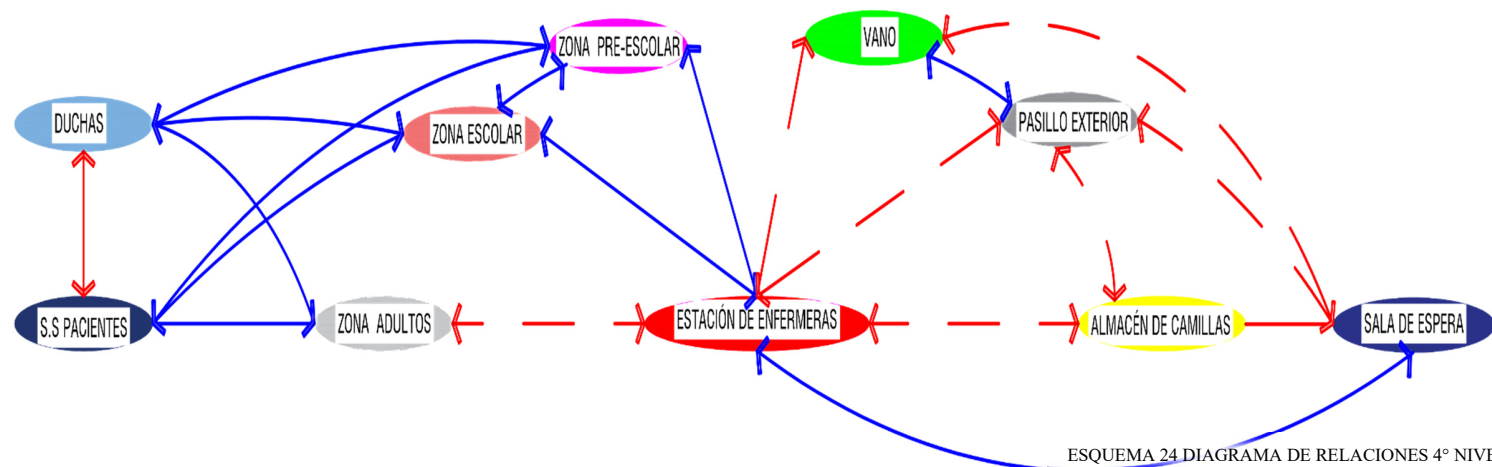 ZONA PRE-ESCOLAR
VANO
DUCHAS
ZONA ESCOLAR
PASILLO EXTERIOR
S.S PACIENTES
ZONA ADULTOS
ESTACIÓN DE ENFERMERAS
ALMACÉN DE CAMILLAS
SALA DE ESPERA
ESQUEMA 24 DIAGRAMA DE RELACIONES 4° NIVE